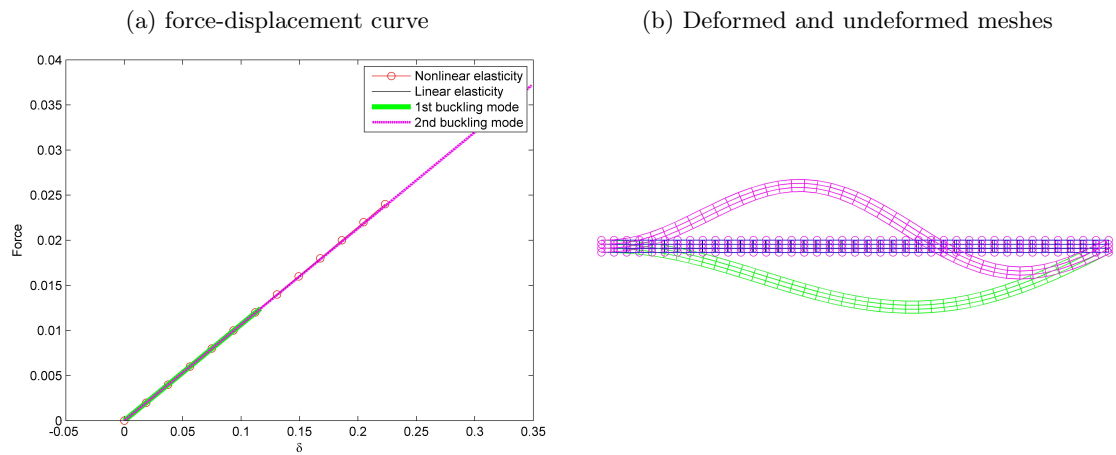 (a) force-displacement curve
(b) Deformed and undeformed meshes
0.04
0.035
0.03
0.025
0.02
0.015
0.01
0.005
0
Force
-0.05
0
0.05
0.1
0.15
0.2
0.25
0.3
0.35
δ
Nonlinear elasticity
Linear elasticity
1st buckling mode
2nd buckling mode